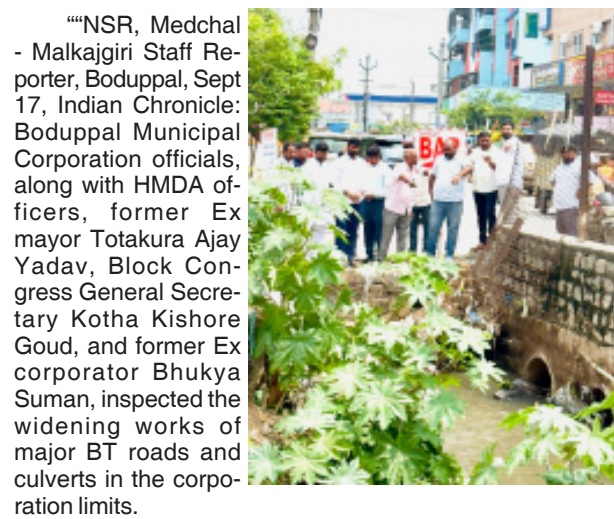 ““NSR, Medchal
- Malkajgiri Staff Re-
porter, Boduppal, Sept
17, Indian Chronicle:
Boduppal Municipal
Corporation officials,
along with HMDA of-
ficers, former Ex
mayor Totakura Ajay
Yadav, Block Con-
gress General Secre-
tary Kotha Kishore
Goud, and former Ex
corporator Bhukya
Suman, inspected the
widening works of
major BT roads and
culverts in the corpo-
ration limits.